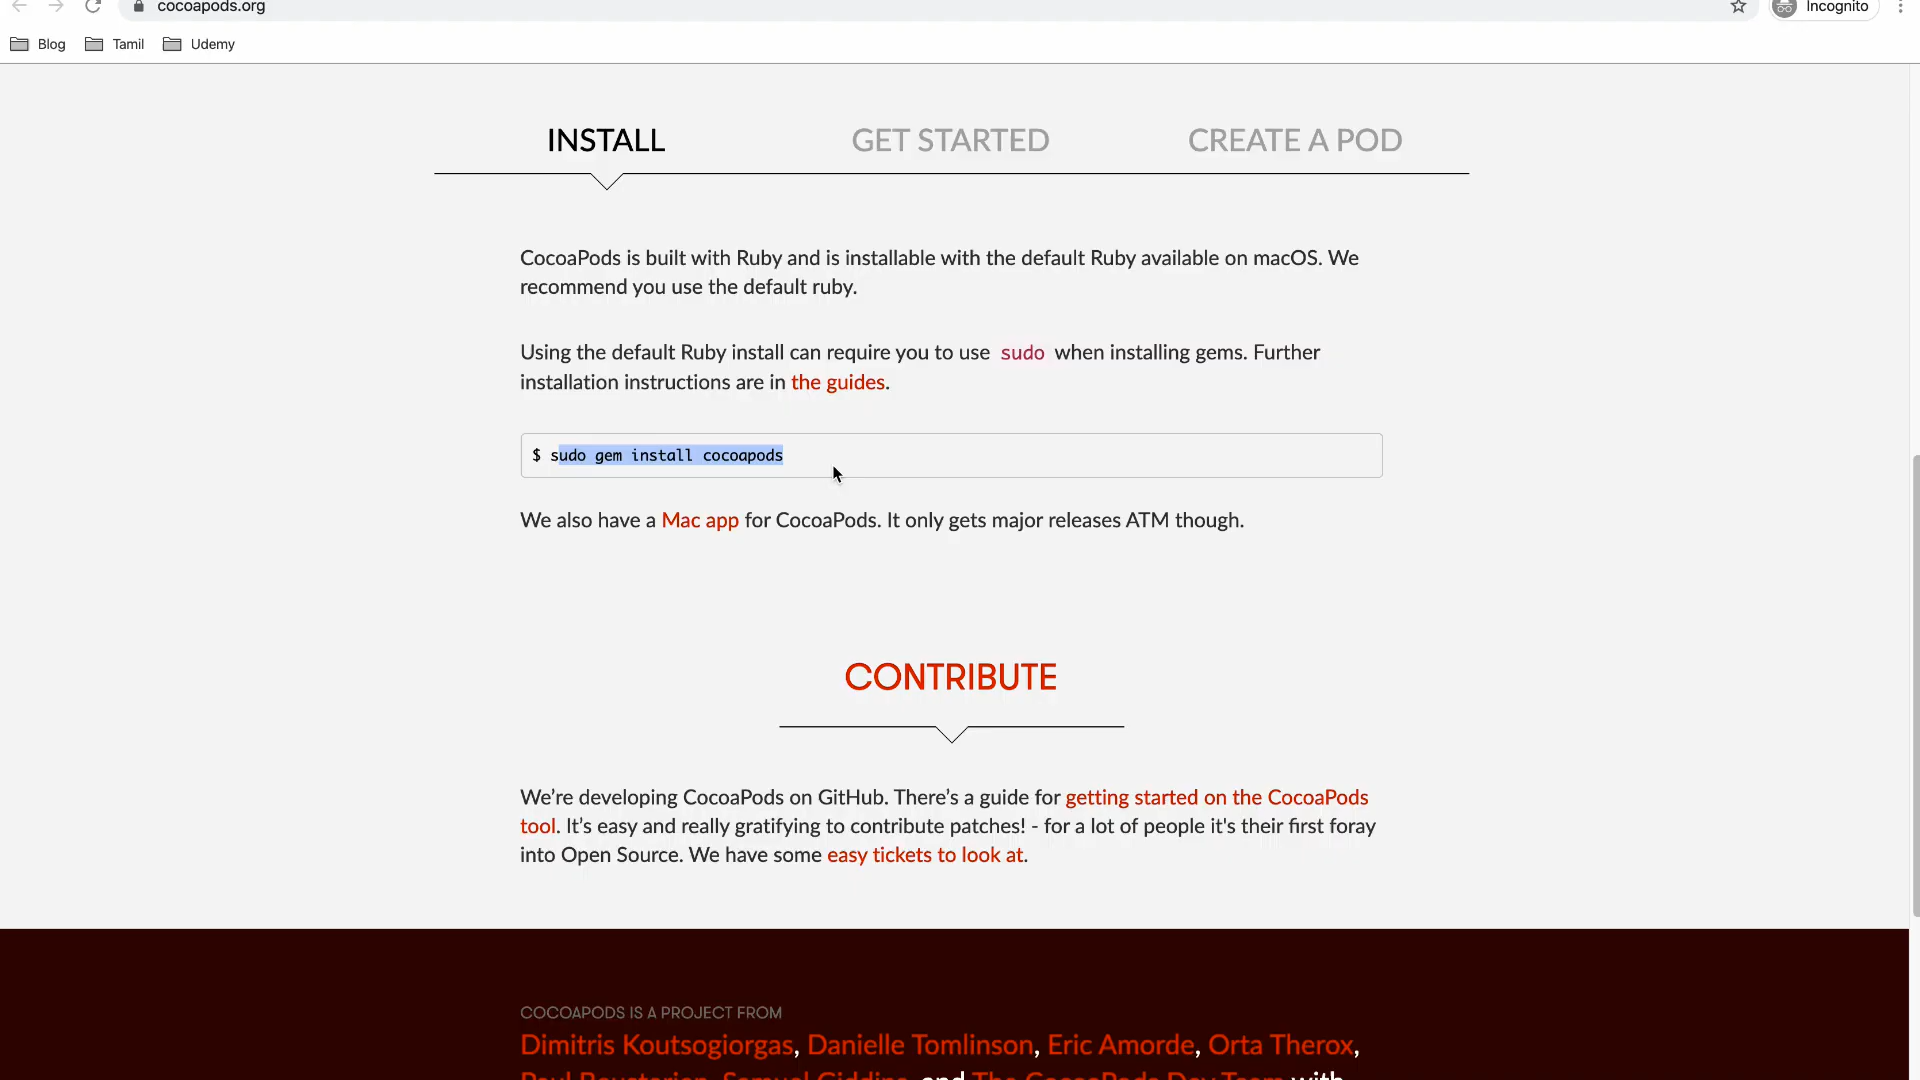 cocoapods.org
Incognito
Blog Tamil Udemy
INSTALL GET STARTED CREATE A POD
CocoaPods is built with Ruby and is installable with the default Ruby available on macOS. We
recommend you use the default ruby.
Using the default Ruby install can require you to use sudo when installing gems. Further
installation instructions are in the guides.
$ sudo gem install cocoapods
We also have a Mac app for CocoaPods. It only gets major releases ATM though.
CONTRIBUTE
We’re developing CocoaPods on GitHub. There’s a guide for getting started on the CocoaPods
tool. It’s easy and really gratifying to contribute patches! - for a lot of people it's their first foray
into Open Source. We have some easy tickets to look at.
COCOAPODS IS A PROJECT FROM
Dimitris Koutsogiorgas, Danielle Tomlinson, Eric Amorde, Orta Therox,
and The CocoaPods Dev Team with